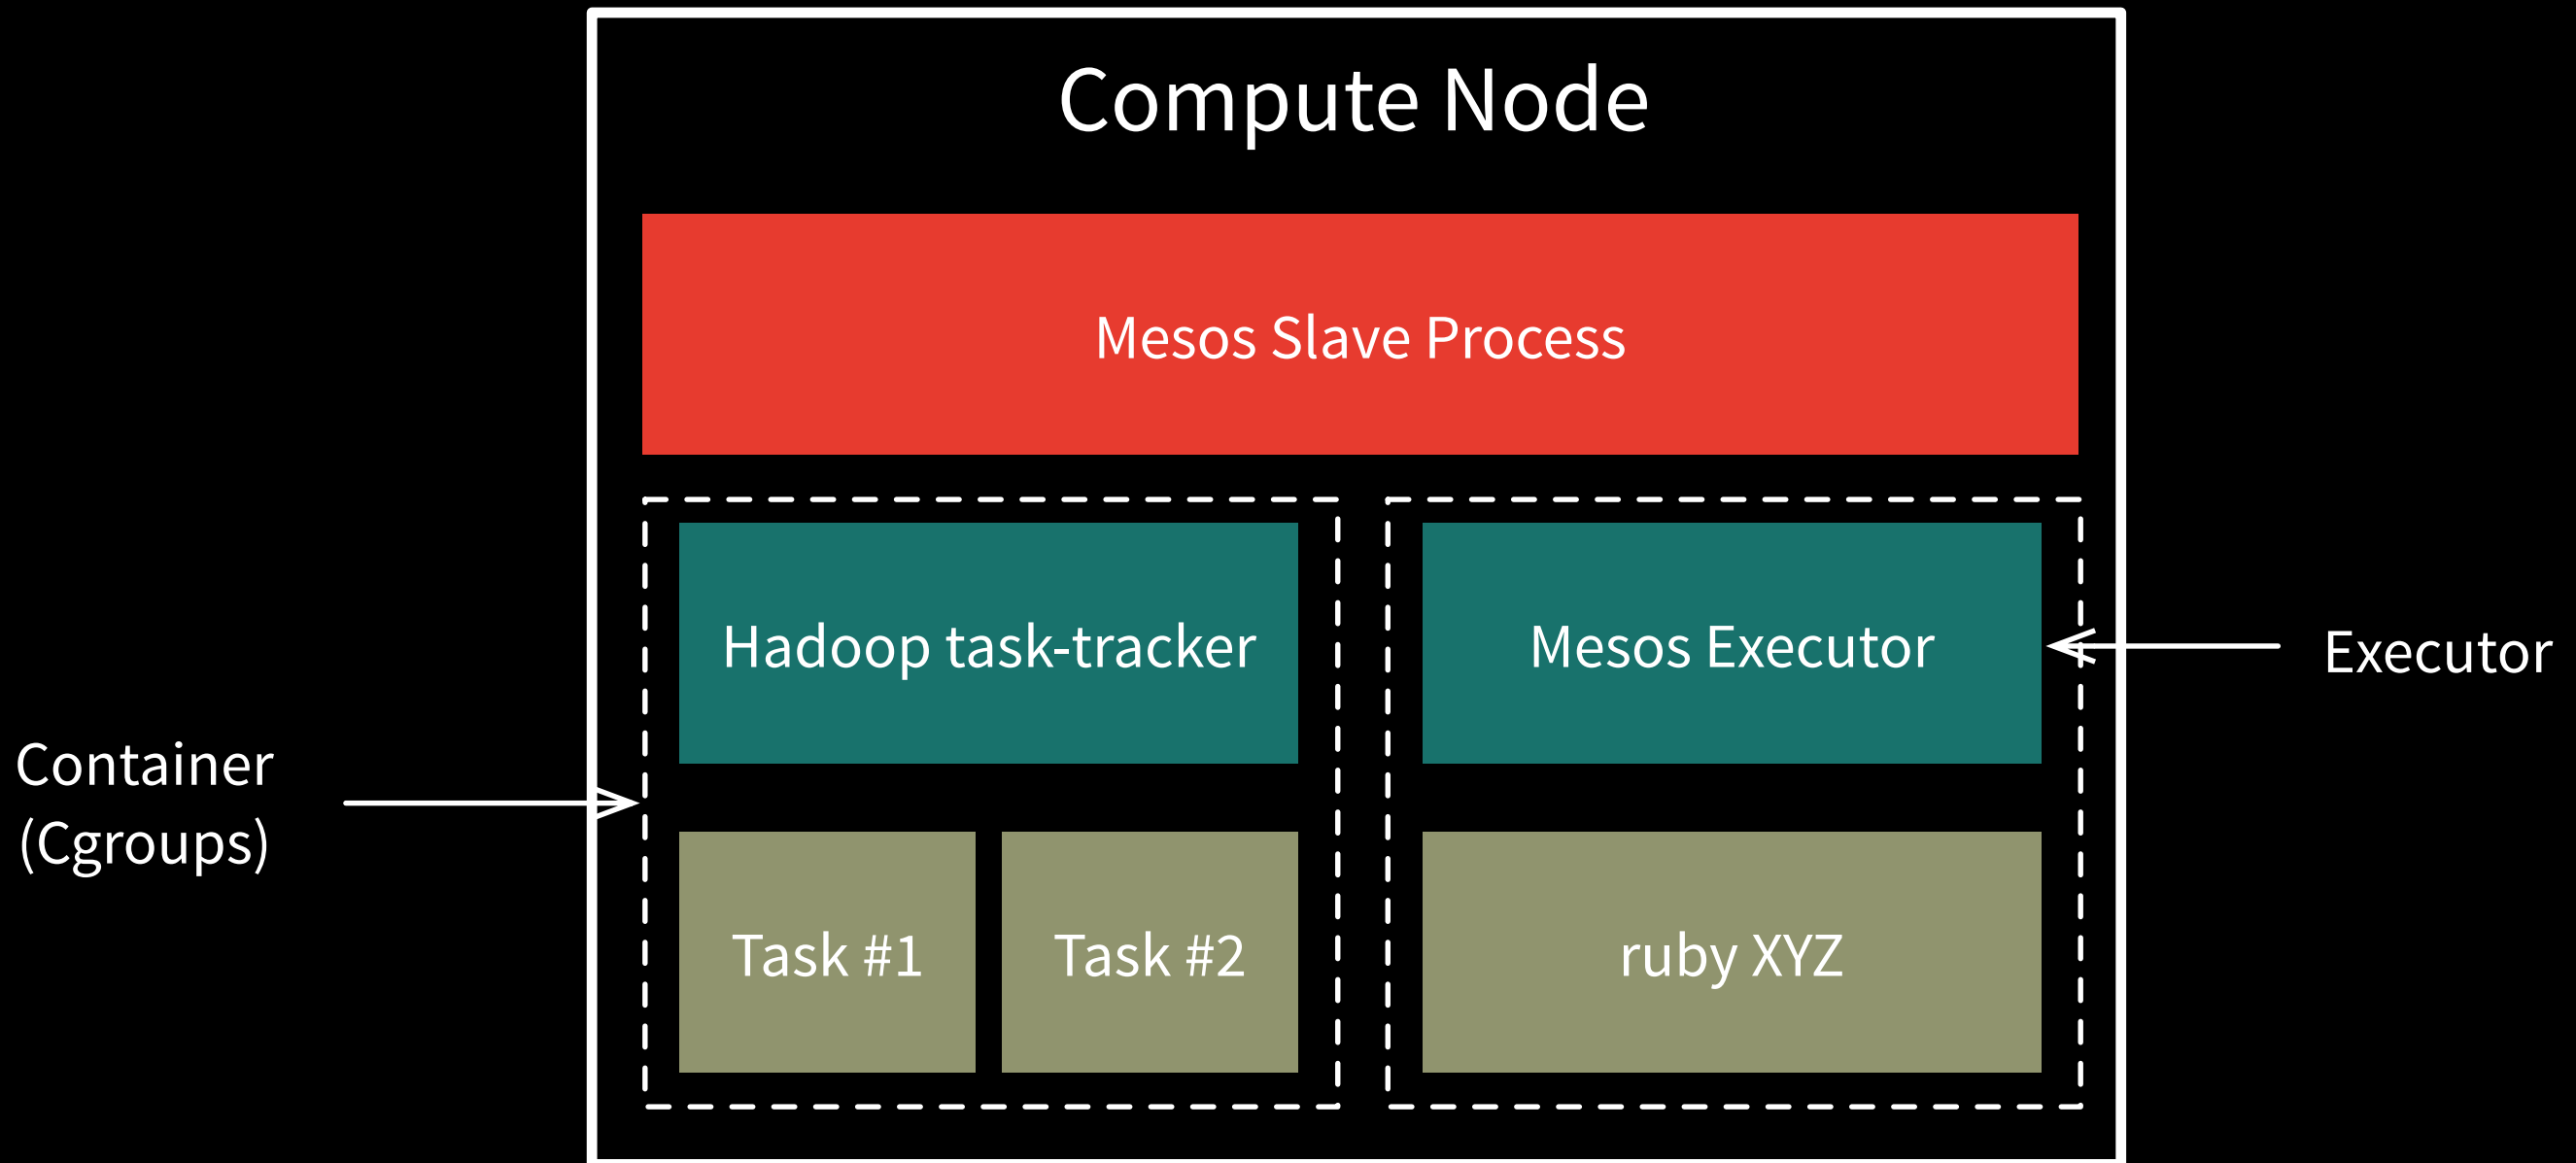 Compute Node
Mesos Slave Process
Hadoop task-tracker
Mesos Executor
Executor
Container
(Cgroups)
Task #1
Task #2
ruby XYZ